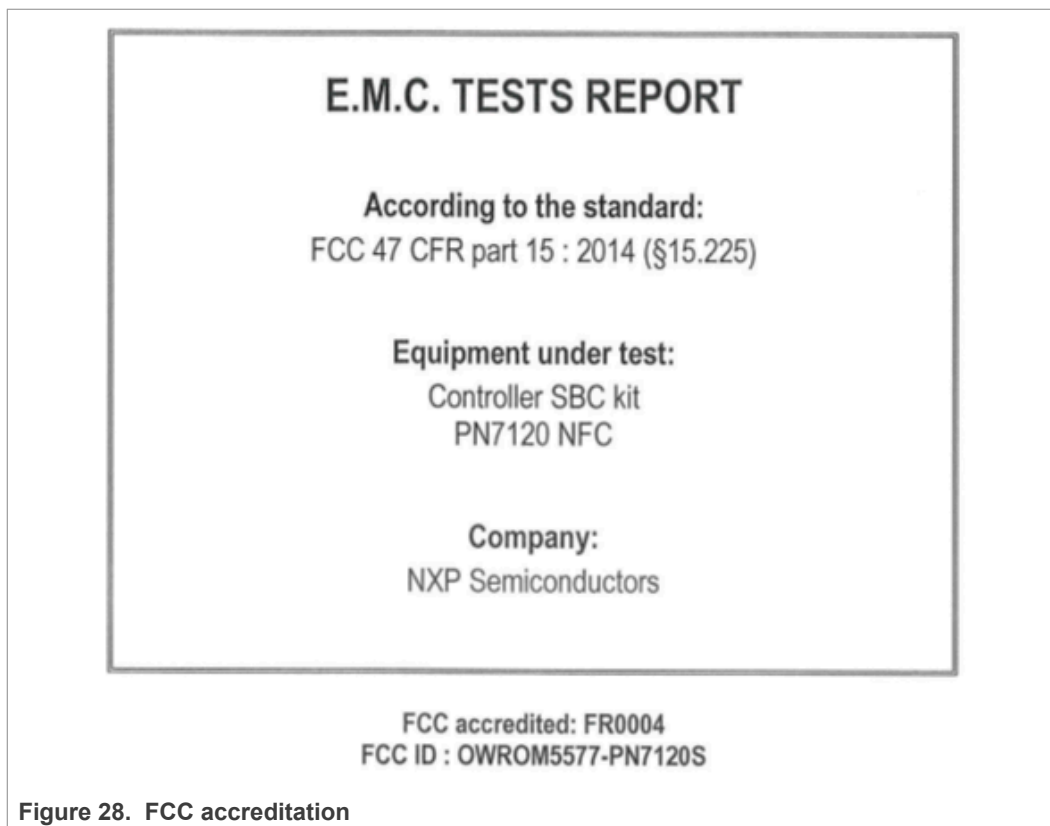 E.M.C. TESTS REPORT
According to the standard:
FCC 47 CFR part 15 : 2014 (§15.225)
Equipment under test:
Controller SBC kit
PN7120 NFC
Company:
NXP Semiconductors
FCC accredited: FR0004
FCC ID : OWROM5577-PN7120S
Figure 28. FCC accreditation